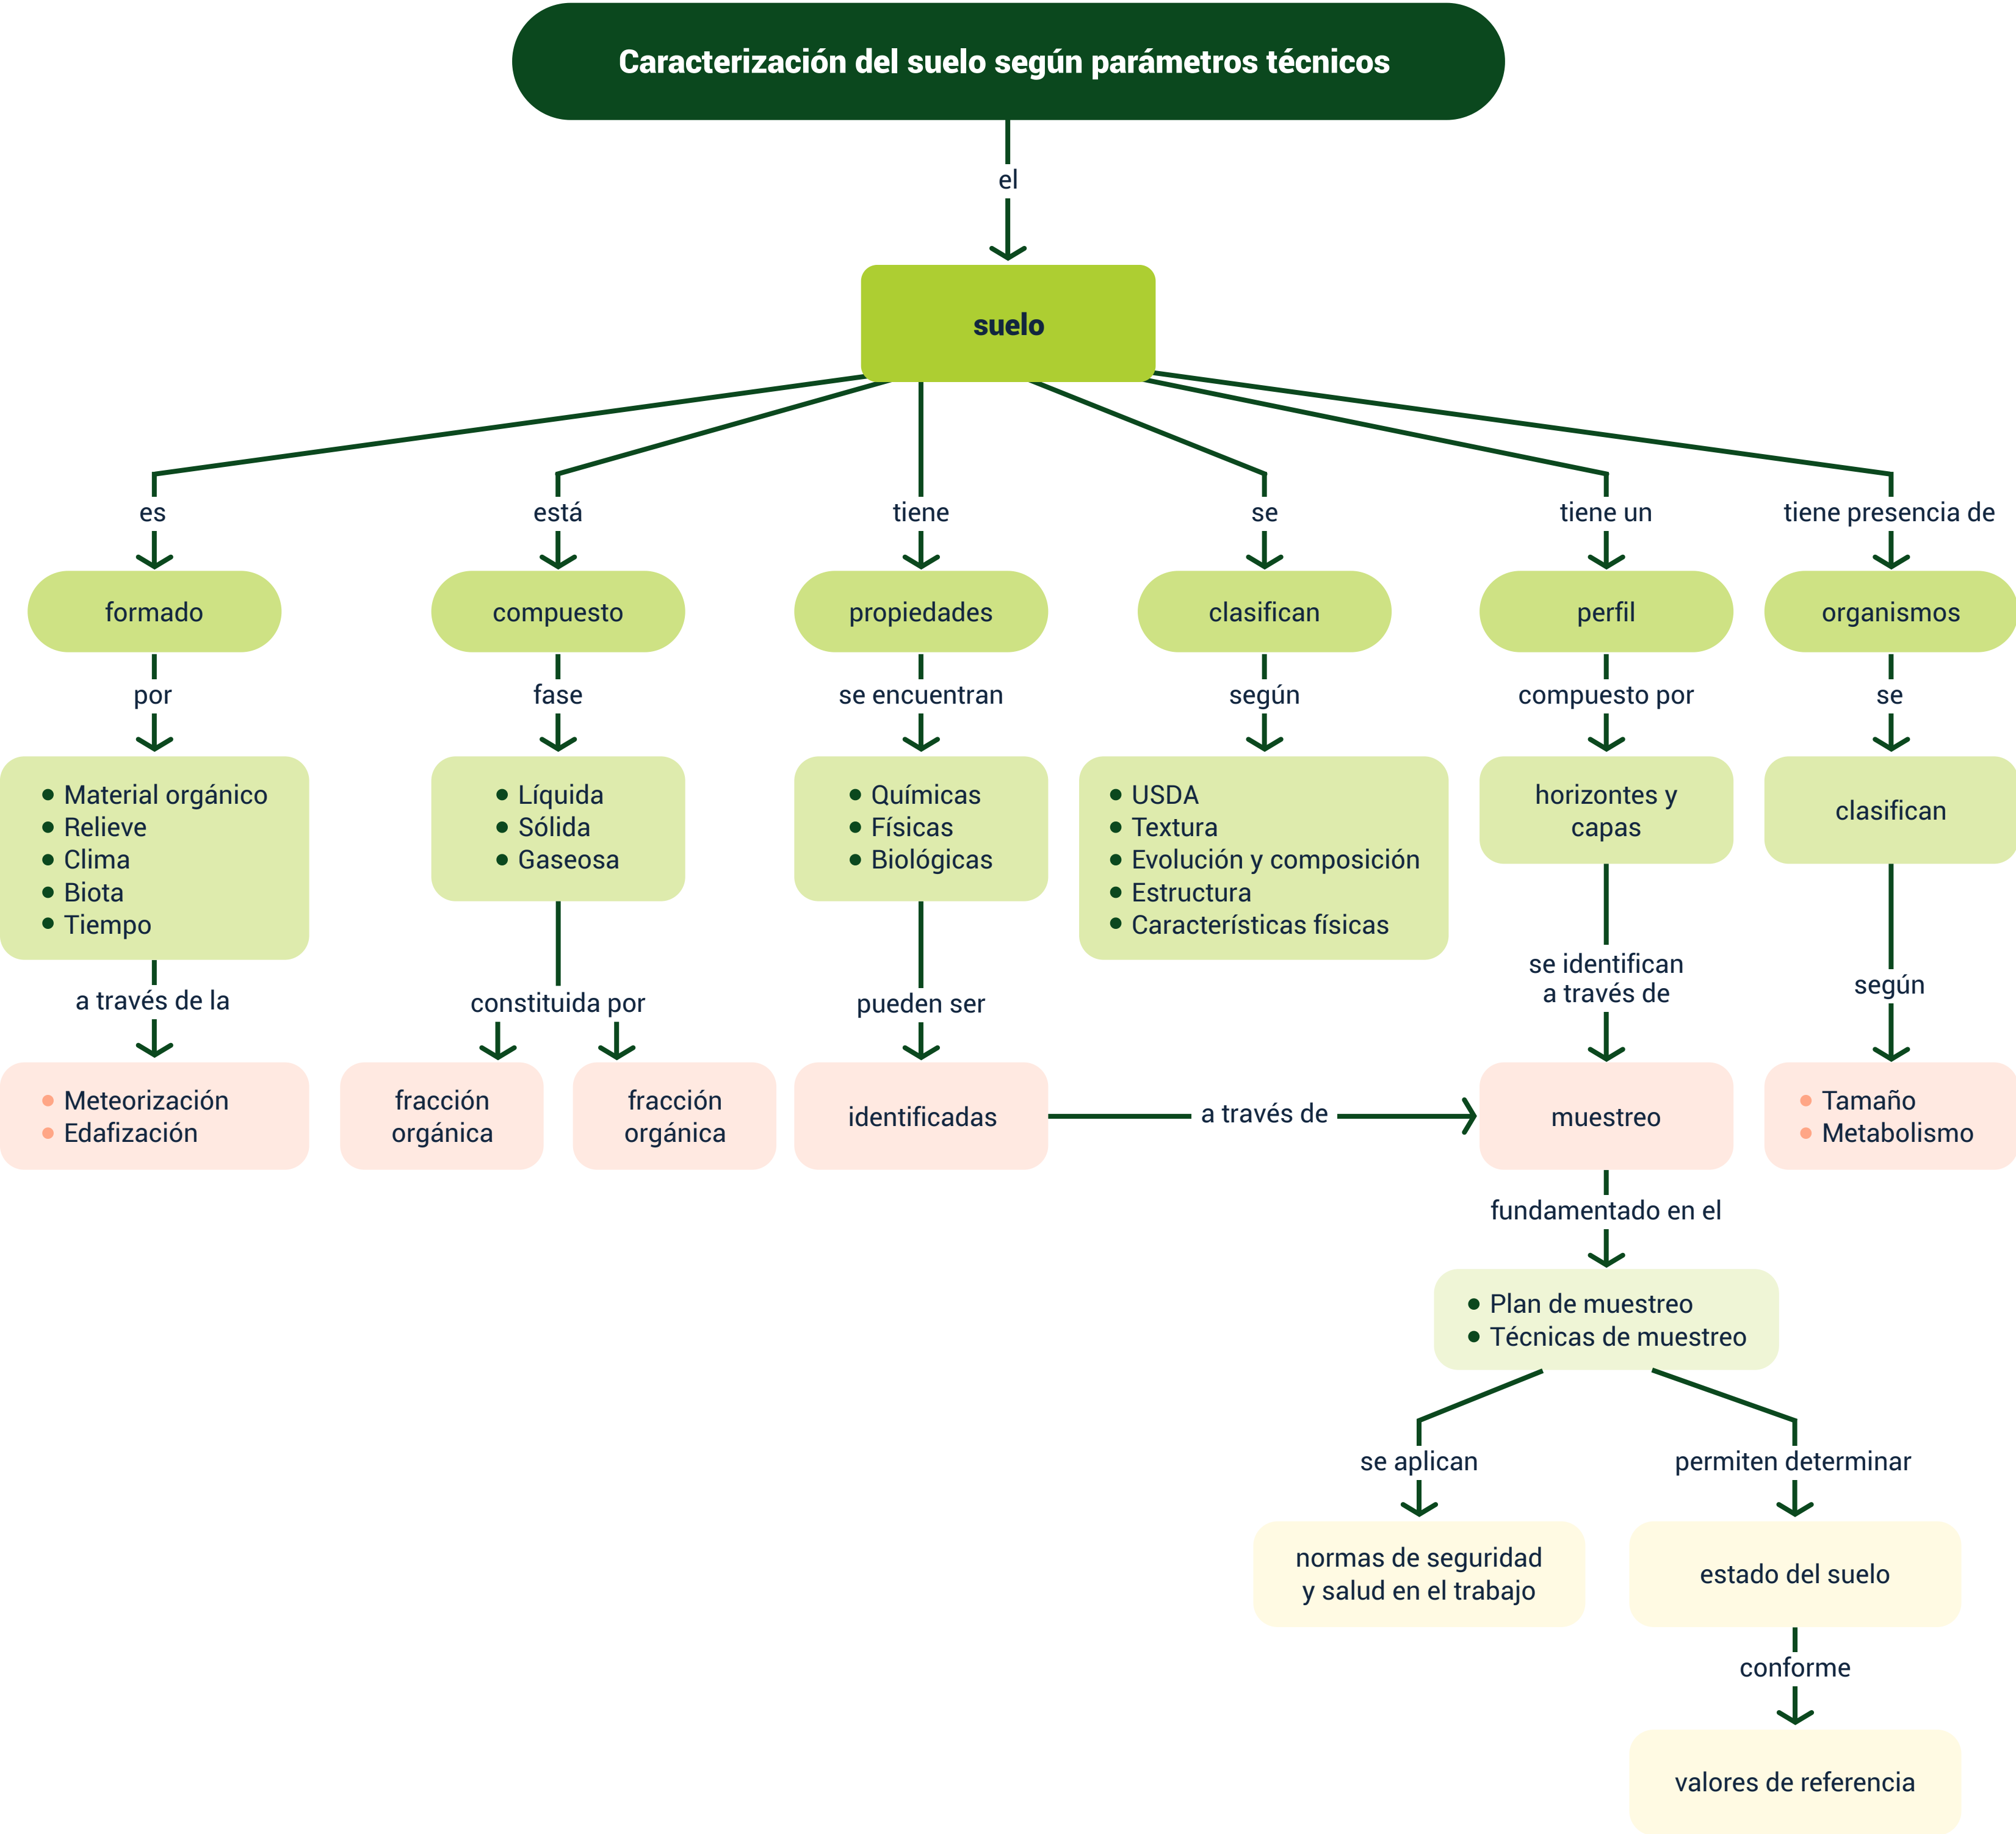 Caracterización del suelo según parámetros técnicos
el
suelo
es
está
tiene
se
tiene un
tiene presencia de
formado
compuesto
propiedades
clasifican
perfil
organismos
por
fase
se encuentran
según
compuesto por
se
Material orgánico
Relieve
Clima
Biota
Tiempo
Líquida
Sólida
Gaseosa
Químicas
Físicas
Biológicas
USDA
Textura
Evolución y composición
Estructura
Características físicas
horizontes y
capas
clasifican
a través de la
constituida por
pueden ser
se identifican
a través de
según
Meteorización
Edafización
fracción
orgánica
fracción
orgánica
identificadas
a través de
muestreo
Tamaño
Metabolismo
fundamentado en el
Plan de muestreo
Técnicas de muestreo
se aplican
permiten determinar
normas de seguridad
y salud en el trabajo
estado del suelo
conforme
valores de referencia